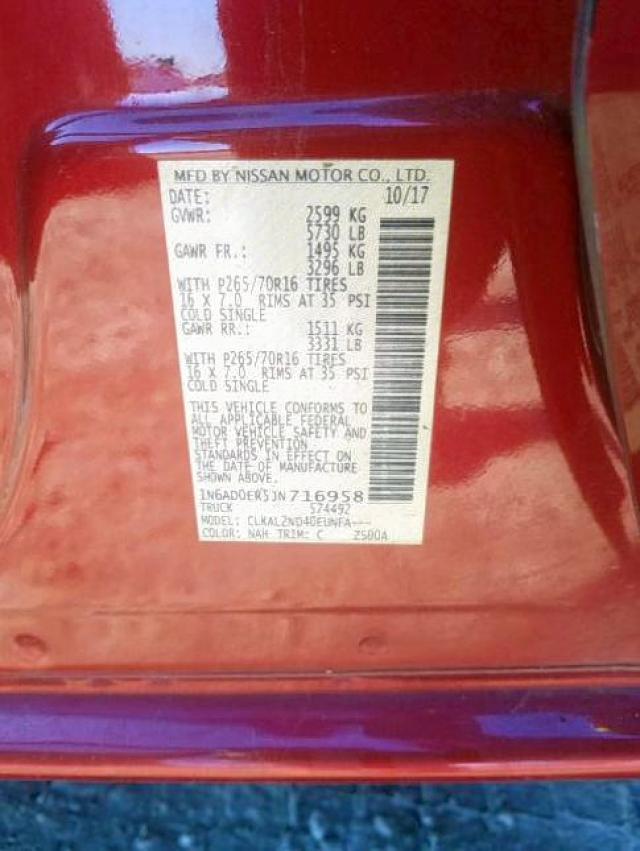 MFD BY NISSAN MOTOR CO., LTD.
DATE: 10/17
GVWR: 2599 KG
5730 LB
GAWR FR.: 1495 KG
3296 LB
WITH P265/70R16 TIRES
16 X 7.0 RIMS AT 35 PSI
COLD SINGLE
GAWR RR.: 1511 KG
3331 LB
WITH P265/70R16 TIRES
16 X 7.0 RIMS AT 35 PSI
COLD SINGLE
THIS VEHICLE CONFORMS TO
ALL APPLICABLE FEDERAL
MOTOR VEHICLE SAFETY AND
THEFT PREVENTION
STANDARDS IN EFFECT ON
THE DATE OF MANUFACTURE
SHOWN ABOVE.
1N6AD0ER5JN716958
TRUCK 574492
MODEL: CLKALZND40EUNFA---
COLOR: NAH TRIM: C Z500A